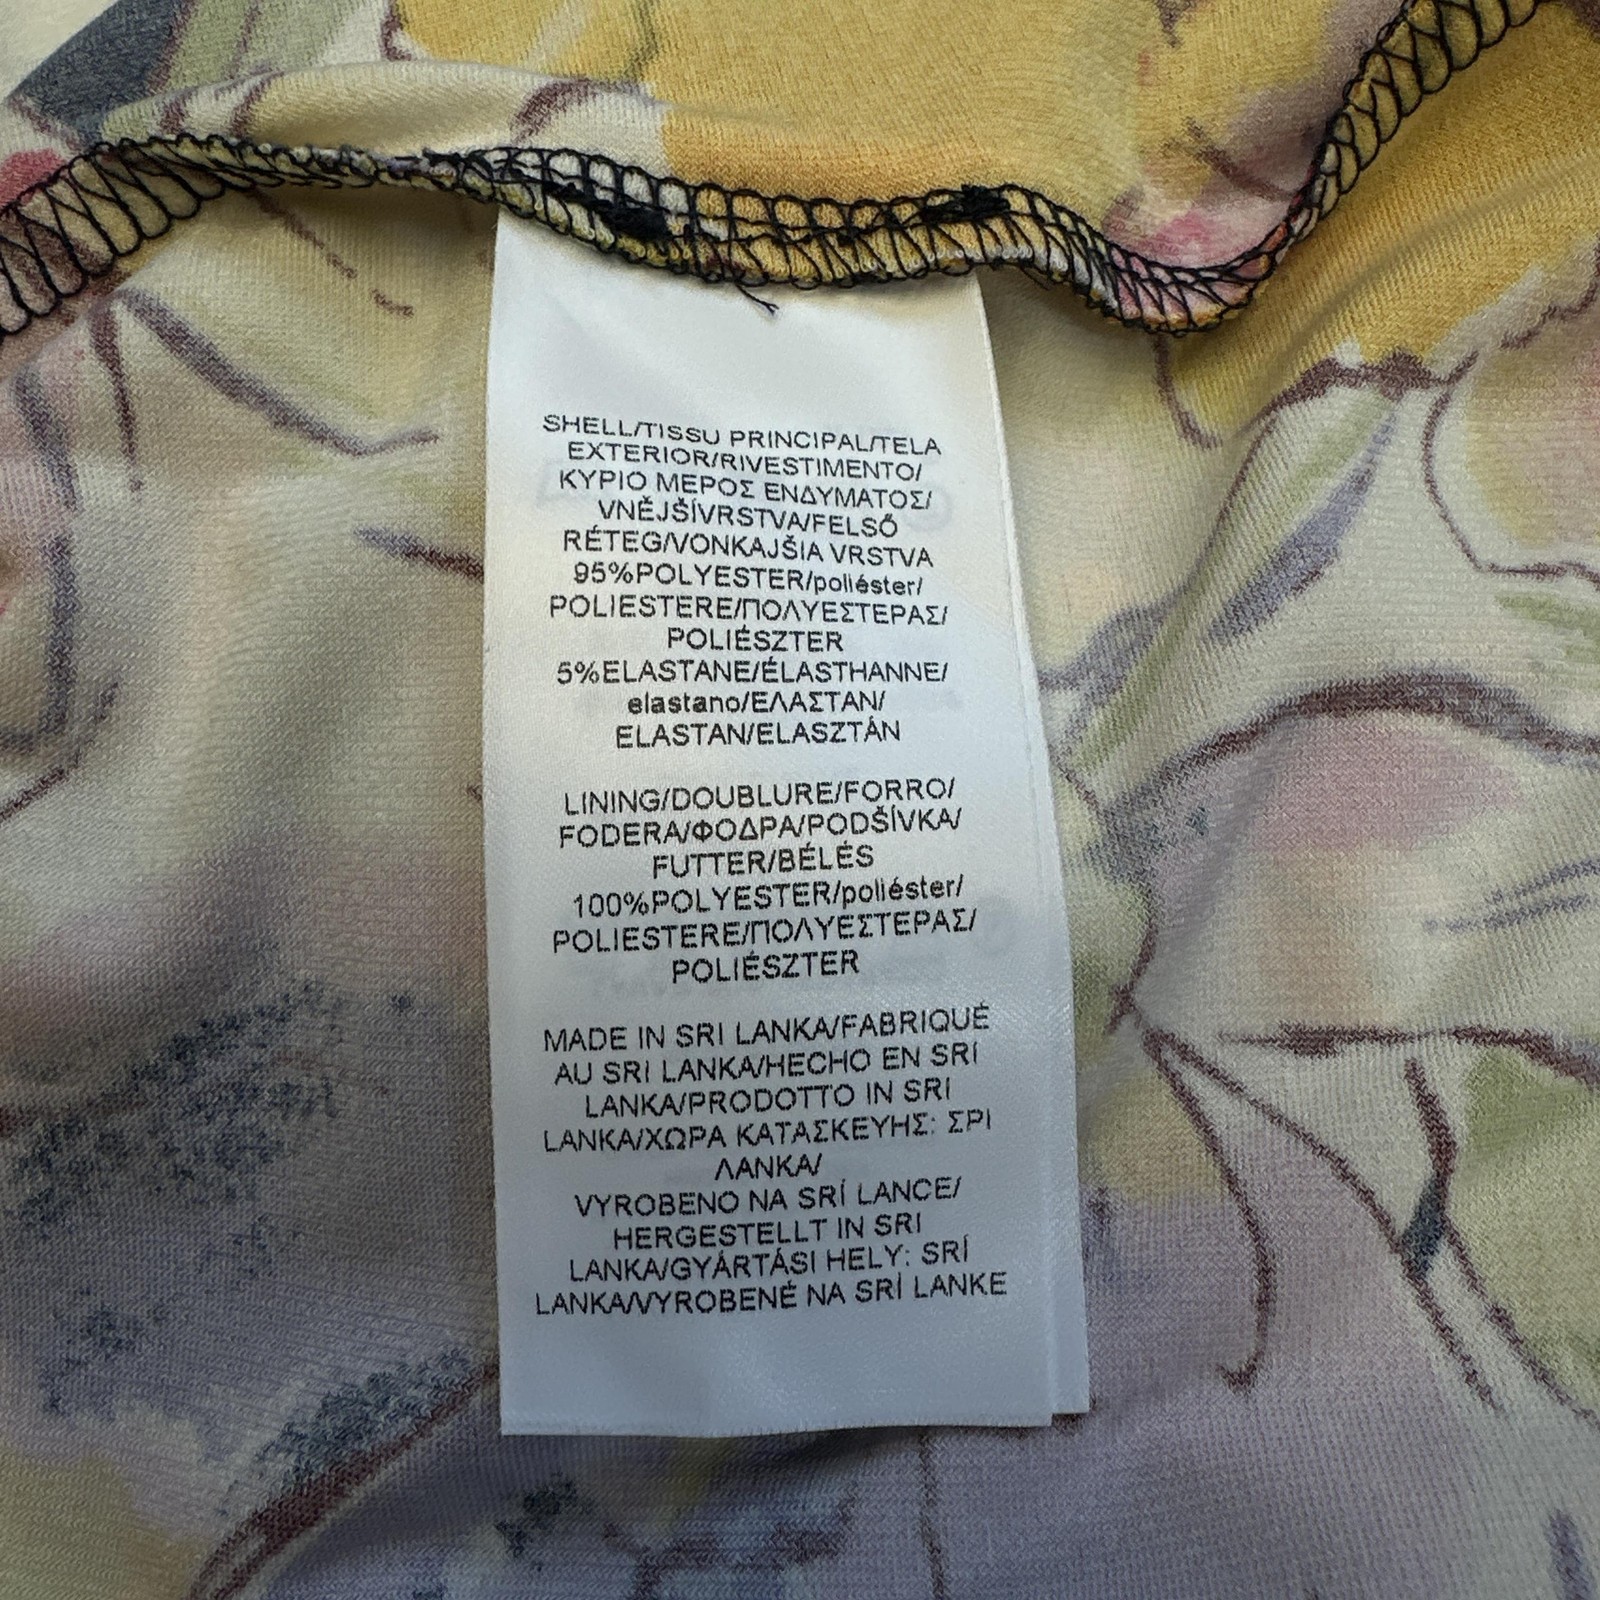 SHELL/TISSU PRINCIPAL/TELA
EXTERIOR/RIVESTIMENTO/
ΚΥΡΙΟ ΜΕΡΟΣ ΕΝΔΥΜΑΤΟΣ/
VNĚJŠÍVRSTVA/FELSŐ
RÉTEG/VONKAJŠIA VRSTVA
95%POLYESTER/poliéster/
POLIESTERE/ΠΟΛΥΕΣΤΕΡΑΣ/
POLIÉSZTER
5%ELASTANE/ÉLASTHANNE/
elastano/ΕΛΑΣΤΑΝ/
ELASTAN/ELASZTÁN
LINING/DOUBLURE/FORRO/
FODERA/ΦΟΔΡΑ/PODŠÍVKA/
FUTTER/BÉLÉS
100%POLYESTER/poliéster/
POLIESTERE/ΠΟΛΥΕΣΤΕΡΑΣ/
POLIÉSZTER
MADE IN SRI LANKA/FABRIQUÉ
AU SRI LANKA/HECHO EN SRI
LANKA/PRODOTTO IN SRI
LANKA/ΧΩΡΑ ΚΑΤΑΣΚΕΥΗΣ: ΣΡΙ
ΛΑΝΚΑ/
VYROBENO NA SRÍ LANCE/
HERGESTELLT IN SRI
LANKA/GYÁRTÁSI HELY: SRÍ
LANKA/VYROBENÉ NA SRÍ LANKE